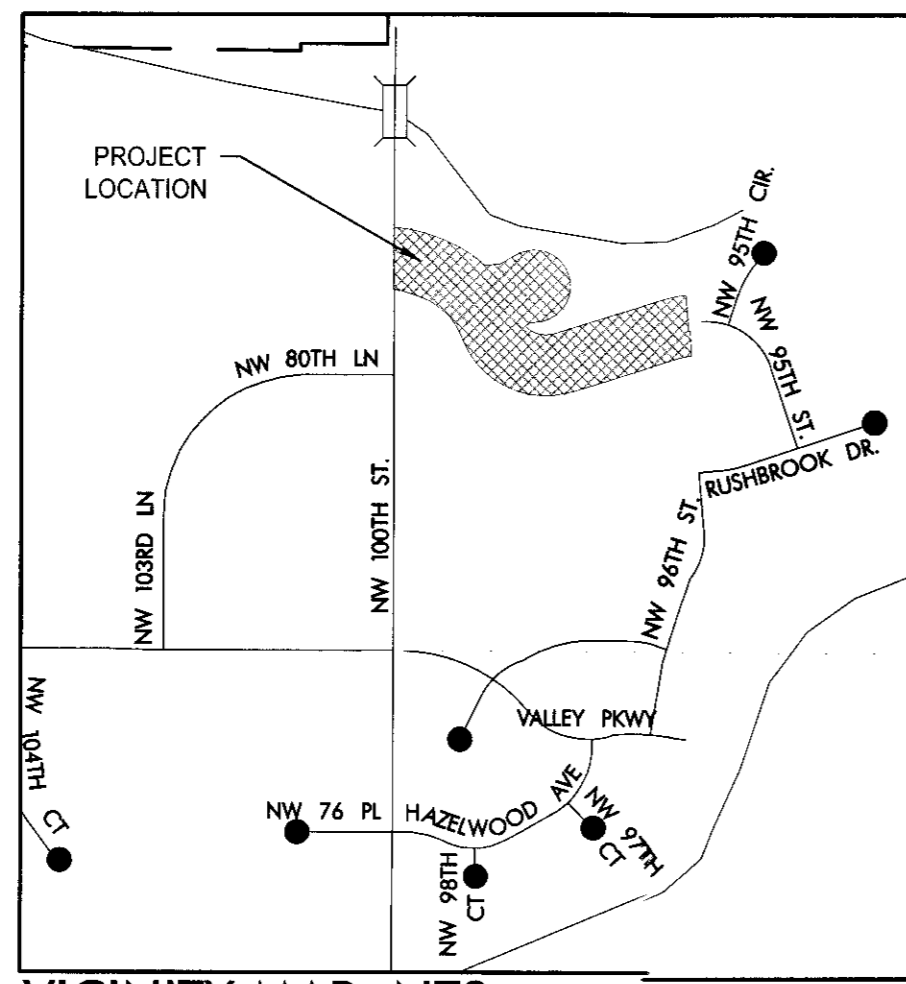 PROJECT
LOCATION
NW 95TH CIR.
NW 95TH ST.
NW 80TH LN
RUSHBROOK DR.
NW 103RD LN
NW 100TH ST.
NW 96TH ST.
NW 104TH CT
VALLEY PKWY
NW 76 PL
HAZELWOOD AVE
NW 97TH
CT
NW 98TH
CT